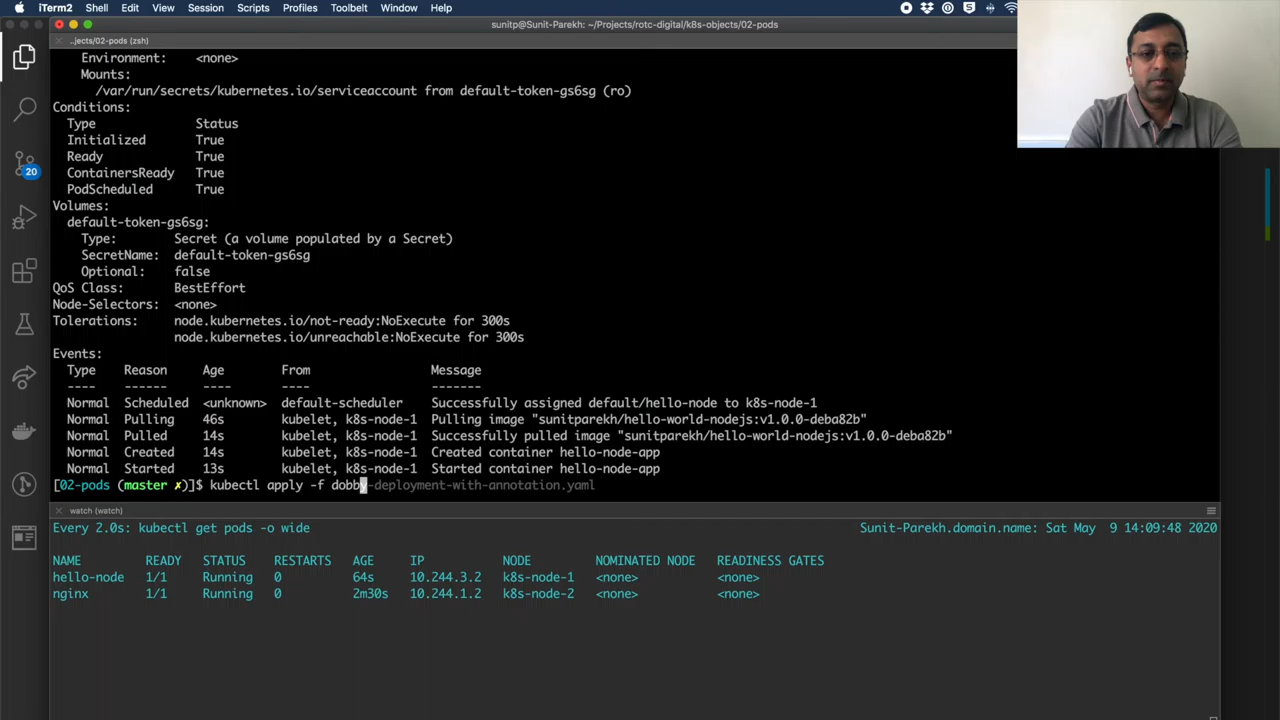 iTerm2 Shell Edit View Session Scripts Profiles Toolbelt Window Help
sunitp@Sunit-Parekh: ~/Projects/rotc-digital/k8s-objects/02-pods
..jects/02-pods (zsh)
Environment: <none>
Mounts:
/var/run/secrets/kubernetes.io/serviceaccount from default-token-gs6sg (ro)
Conditions:
Type Status
Initialized True
Ready True
ContainersReady True
PodScheduled True
Volumes:
default-token-gs6sg:
Type: Secret (a volume populated by a Secret)
SecretName: default-token-gs6sg
Optional: false
QoS Class: BestEffort
Node-Selectors: <none>
Tolerations: node.kubernetes.io/not-ready:NoExecute for 300s
node.kubernetes.io/unreachable:NoExecute for 300s
Events:
Type Reason Age From Message
---- ------ ---- ---- -------
Normal Scheduled <unknown> default-scheduler Successfully assigned default/hello-node to k8s-node-1
Normal Pulling 46s kubelet, k8s-node-1 Pulling image "sunitparekh/hello-world-nodejs:v1.0.0-deba82b"
Normal Pulled 14s kubelet, k8s-node-1 Successfully pulled image "sunitparekh/hello-world-nodejs:v1.0.0-deba82b"
Normal Created 14s kubelet, k8s-node-1 Created container hello-node-app
Normal Started 13s kubelet, k8s-node-1 Started container hello-node-app
[02-pods (master ✗)]$ kubectl apply -f dobby-deployment-with-annotation.yaml
watch (watch)
Every 2.0s: kubectl get pods -o wide Sunit-Parekh.domain.name: Sat May 9 14:09:48 2020
NAME READY STATUS RESTARTS AGE IP NODE NOMINATED NODE READINESS GATES
hello-node 1/1 Running 0 64s 10.244.3.2 k8s-node-1 <none> <none>
nginx 1/1 Running 0 2m30s 10.244.1.2 k8s-node-2 <none> <none>
20